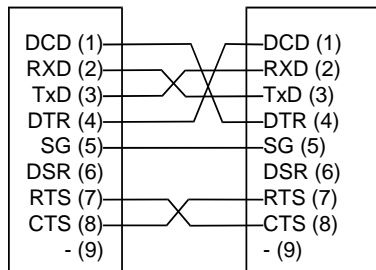 DCD (1) DCD (1)
RXD (2) RXD (2)
TxD (3) TxD (3)
DTR (4) DTR (4)
SG (5) SG (5)
DSR (6) DSR (6)
RTS (7) RTS (7)
CTS (8) CTS (8)
- (9) - (9)